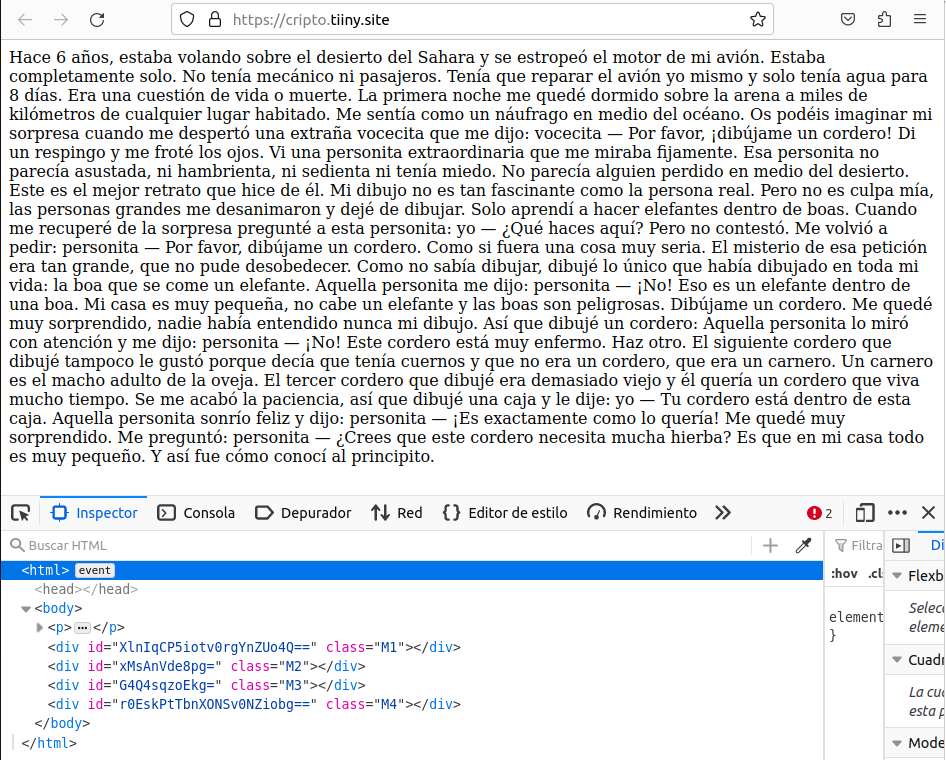 https://cripto.tiiny.site
Hace 6 años, estaba volando sobre el desierto del Sahara y se estropeó el motor de mi avión. Estaba
completamente solo. No tenía mecánico ni pasajeros. Tenía que reparar el avión yo mismo y solo tenía agua para
8 días. Era una cuestión de vida o muerte. La primera noche me quedé dormido sobre la arena a miles de
kilómetros de cualquier lugar habitado. Me sentía como un náufrago en medio del océano. Os podéis imaginar mi
sorpresa cuando me despertó una extraña vocecita que me dijo: vocecita — Por favor, ¡dibújame un cordero! Di
un respingo y me froté los ojos. Vi una personita extraordinaria que me miraba fijamente. Esa personita no
parecía asustada, ni hambrienta, ni sedienta ni tenía miedo. No parecía alguien perdido en medio del desierto.
Este es el mejor retrato que hice de él. Mi dibujo no es tan fascinante como la persona real. Pero no es culpa mía,
las personas grandes me desanimaron y dejé de dibujar. Solo aprendí a hacer elefantes dentro de boas. Cuando
me recuperé de la sorpresa pregunté a esta personita: yo — ¿Qué haces aquí? Pero no contestó. Me volvió a
pedir: personita — Por favor, dibújame un cordero. Como si fuera una cosa muy seria. El misterio de esa petición
era tan grande, que no pude desobedecer. Como no sabía dibujar, dibujé lo único que había dibujado en toda mi
vida: la boa que se come un elefante. Aquella personita me dijo: personita — ¡No! Eso es un elefante dentro de
una boa. Mi casa es muy pequeña, no cabe un elefante y las boas son peligrosas. Dibújame un cordero. Me quedé
muy sorprendido, nadie había entendido nunca mi dibujo. Así que dibujé un cordero: Aquella personita lo miró
con atención y me dijo: personita — ¡No! Este cordero está muy enfermo. Haz otro. El siguiente cordero que
dibujé tampoco le gustó porque decía que tenía cuernos y que no era un cordero, que era un carnero. Un carnero
es el macho adulto de la oveja. El tercer cordero que dibujé era demasiado viejo y él quería un cordero que viva
mucho tiempo. Se me acabó la paciencia, así que dibujé una caja y le dije: yo — Tu cordero está dentro de esta
caja. Aquella personita sonrío feliz y dijo: personita — ¡Es exactamente como lo quería! Me quedé muy
sorprendido. Me preguntó: personita — ¿Crees que este cordero necesita mucha hierba? Es que en mi casa todo
es muy pequeño. Y así fue cómo conocí al principito.
Inspector Consola Depurador Red Editor de estilo Rendimiento 2
Buscar HTML Filtra Di
<html> event :hov .cl Flexb
<head></head>
<body> Selec
<p> ··· </p> element eleme
<div id="XlnIqCP5iotv0rgYnZUo4Q==" class="M1"></div> }
<div id="xMsAnVde8pg=" class="M2"></div> Cuadr
<div id="G4Q4sqzoEkg=" class="M3"></div>
<div id="r0EskPtTbnXONSv0NZiobg==" class="M4"></div> La cua
</body> esta p
</html> Mode